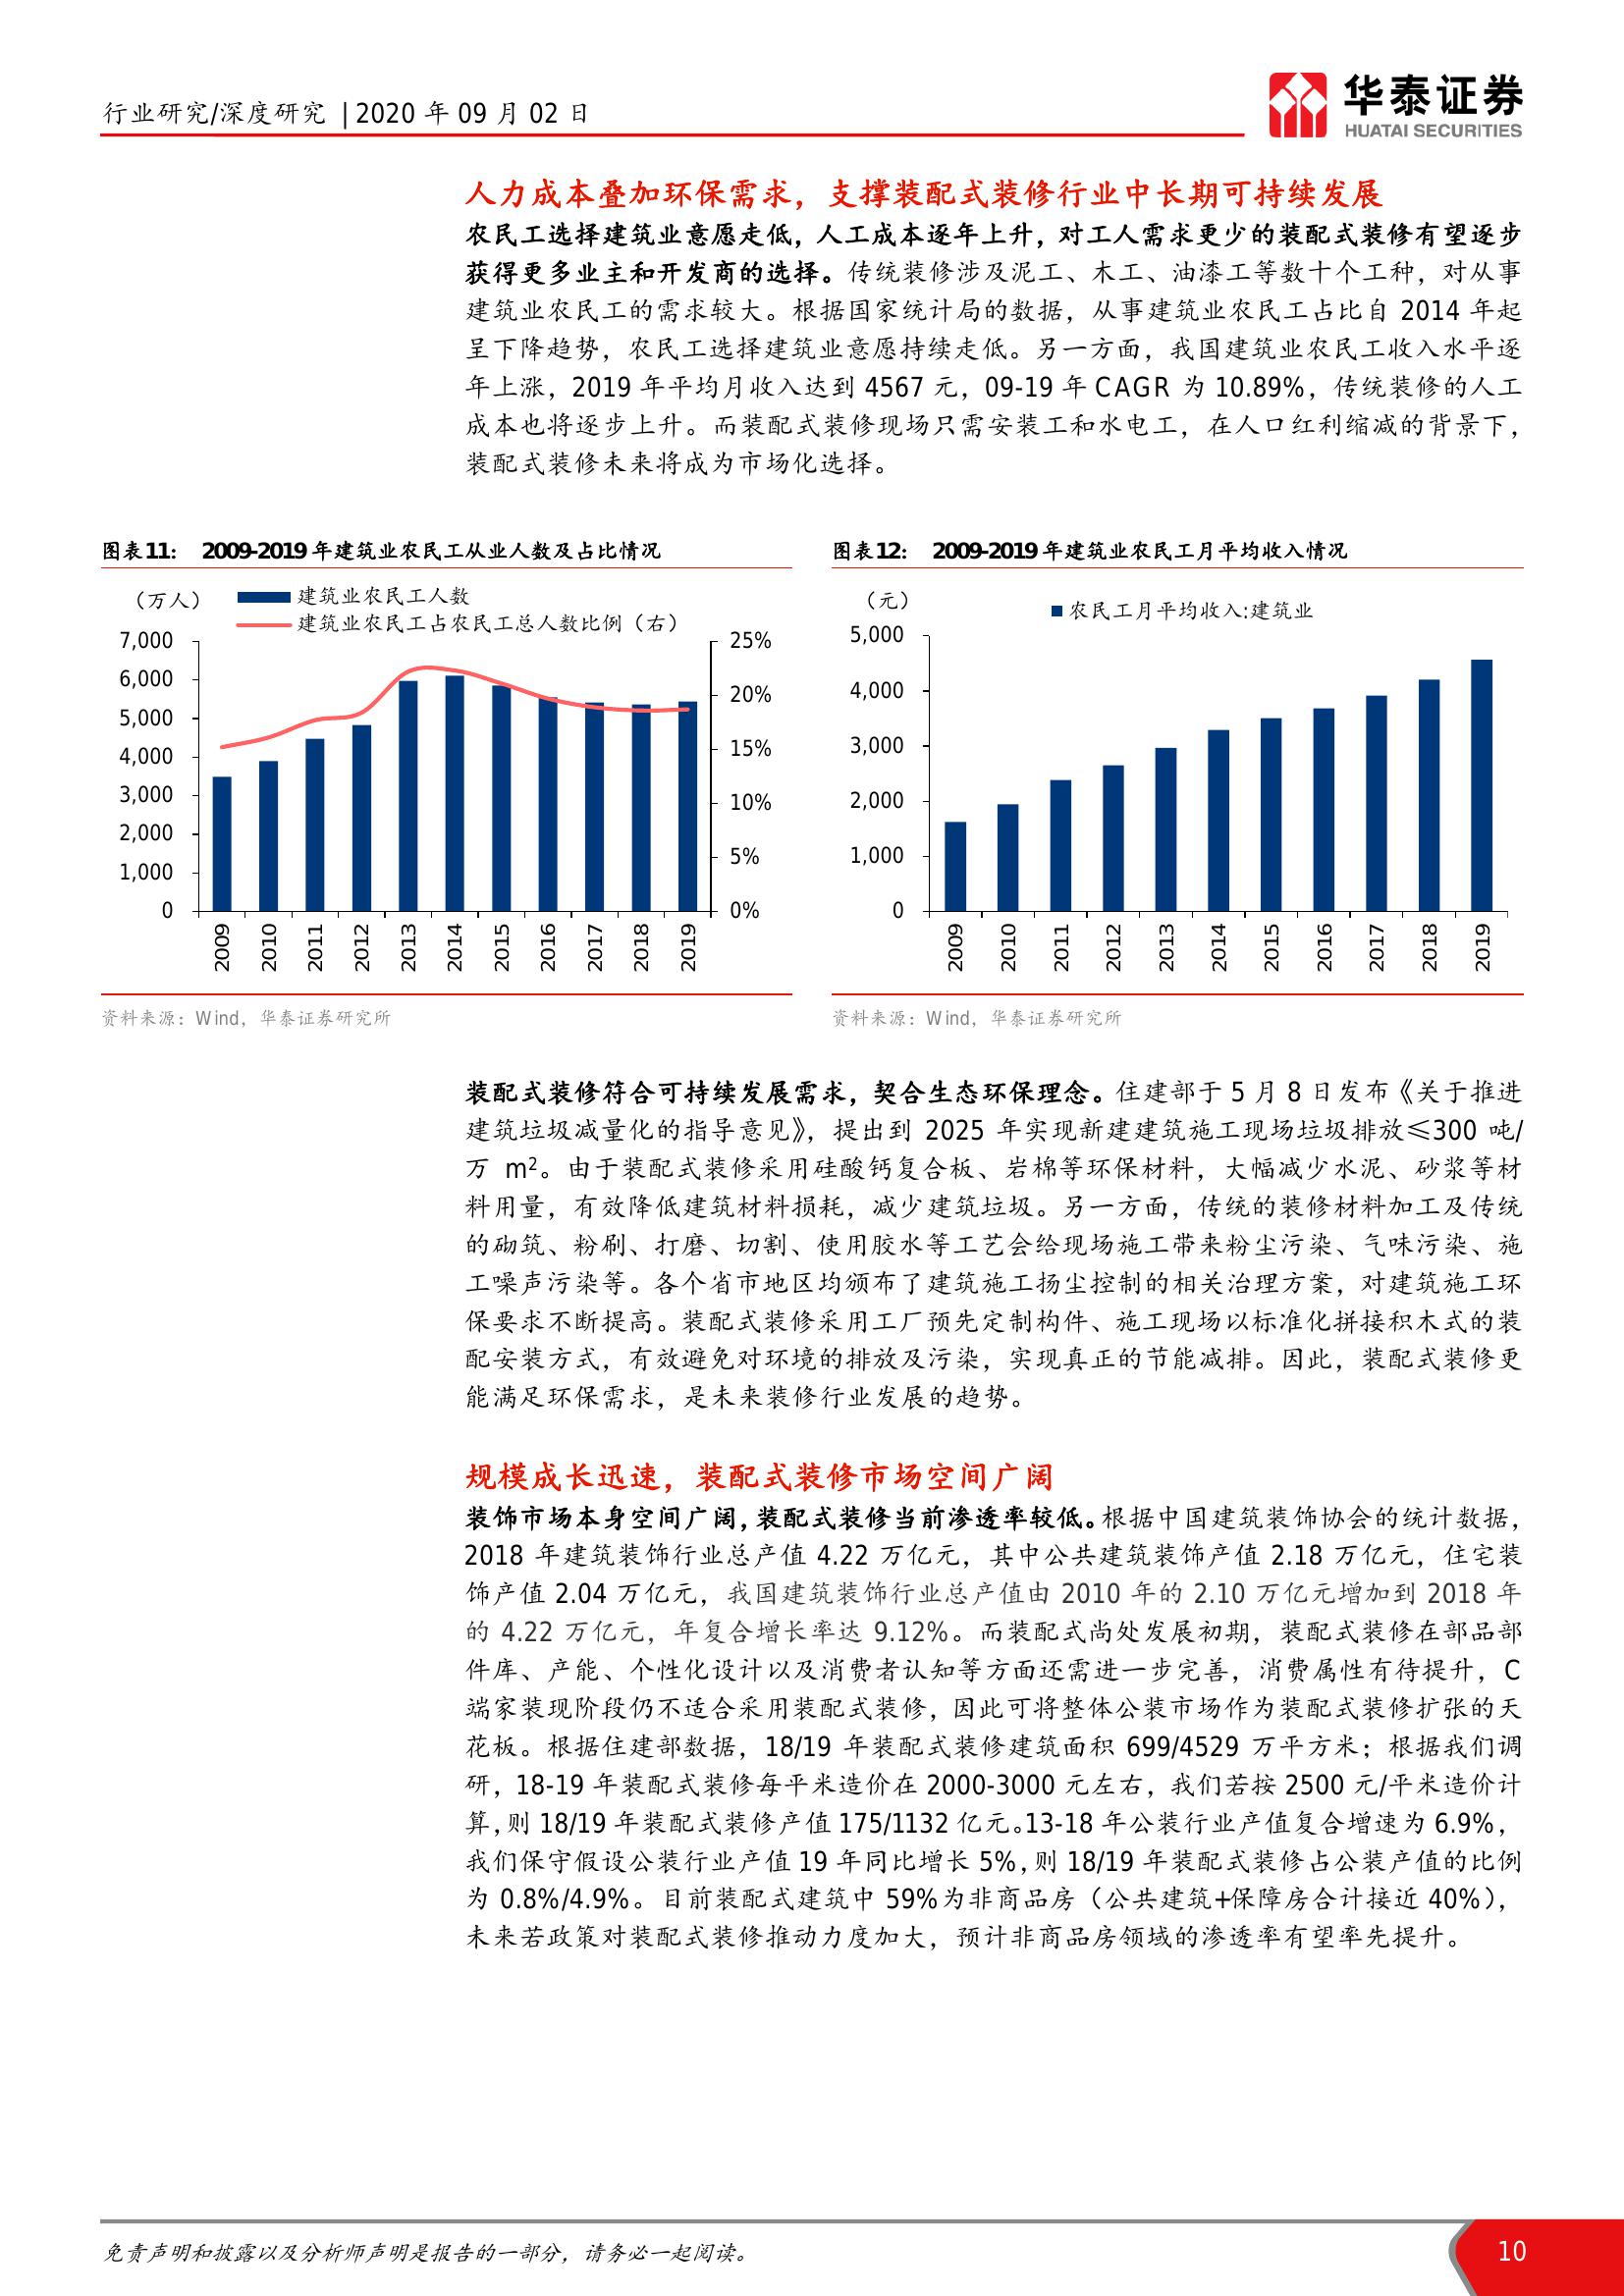 行业研究/深度研究 | 2020 年 09 月 02 日
华泰证券
HUATAI SECURITIES
人力成本叠加环保需求，支撑装配式装修行业中长期可持续发展
农民工选择建筑业意愿走低，人工成本逐年上升，对工人需求更少的装配式装修有望逐步
获得更多业主和开发商的选择。传统装修涉及泥工、木工、油漆工等数十个工种，对从事
建筑业农民工的需求较大。根据国家统计局的数据，从事建筑业农民工占比自 2014 年起
呈下降趋势，农民工选择建筑业意愿持续走低。另一方面，我国建筑业农民工收入水平逐
年上涨，2019 年平均月收入达到 4567 元，09-19 年 CAGR 为 10.89%，传统装修的人工
成本也将逐步上升。而装配式装修现场只需安装工和水电工，在人口红利缩减的背景下，
装配式装修未来将成为市场化选择。
图表11： 2009-2019 年建筑业农民工从业人数及占比情况
（万人）
建筑业农民工人数
建筑业农民工占农民工总人数比例（右）
7,000
6,000
5,000
4,000
3,000
2,000
1,000
0
25%
20%
15%
10%
5%
0%
2009 2010 2011 2012 2013 2014 2015 2016 2017 2018 2019
资料来源：Wind，华泰证券研究所
图表12： 2009-2019 年建筑业农民工月平均收入情况
（元）
农民工月平均收入:建筑业
5,000
4,000
3,000
2,000
1,000
0
2009 2010 2011 2012 2013 2014 2015 2016 2017 2018 2019
资料来源：Wind，华泰证券研究所
装配式装修符合可持续发展需求，契合生态环保理念。住建部于 5 月 8 日发布《关于推进
建筑垃圾减量化的指导意见》，提出到 2025 年实现新建建筑施工现场垃圾排放≤300 吨/
万 m²。由于装配式装修采用硅酸钙复合板、岩棉等环保材料，大幅减少水泥、砂浆等材
料用量，有效降低建筑材料损耗，减少建筑垃圾。另一方面，传统的装修材料加工及传统
的砌筑、粉刷、打磨、切割、使用胶水等工艺会给现场施工带来粉尘污染、气味污染、施
工噪声污染等。各个省市地区均颁布了建筑施工扬尘控制的相关治理方案，对建筑施工环
保要求不断提高。装配式装修采用工厂预先定制构件、施工现场以标准化拼接积木式的装
配安装方式，有效避免对环境的排放及污染，实现真正的节能减排。因此，装配式装修更
能满足环保需求，是未来装修行业发展的趋势。
规模成长迅速，装配式装修市场空间广阔
装饰市场本身空间广阔，装配式装修当前渗透率较低。根据中国建筑装饰协会的统计数据，
2018 年建筑装饰行业总产值 4.22 万亿元，其中公共建筑装饰产值 2.18 万亿元，住宅装
饰产值 2.04 万亿元，我国建筑装饰行业总产值由 2010 年的 2.10 万亿元增加到 2018 年
的 4.22 万亿元，年复合增长率达 9.12%。而装配式尚处发展初期，装配式装修在部品部
件库、产能、个性化设计以及消费者认知等方面还需进一步完善，消费属性有待提升，C
端家装现阶段仍不适合采用装配式装修，因此可将整体公装市场作为装配式装修扩张的天
花板。根据住建部数据，18/19 年装配式装修建筑面积 699/4529 万平方米；根据我们调
研，18-19 年装配式装修每平米造价在 2000-3000 元左右，我们若按 2500 元/平米造价计
算，则 18/19 年装配式装修产值 175/1132 亿元。13-18 年公装行业产值复合增速为 6.9%，
我们保守假设公装行业产值 19 年同比增长 5%，则 18/19 年装配式装修占公装产值的比例
为 0.8%/4.9%。目前装配式建筑中 59%为非商品房（公共建筑+保障房合计接近 40%），
未来若政策对装配式装修推动力度加大，预计非商品房领域的渗透率有望率先提升。
免责声明和披露以及分析师声明是报告的一部分，请务必一起阅读。
10